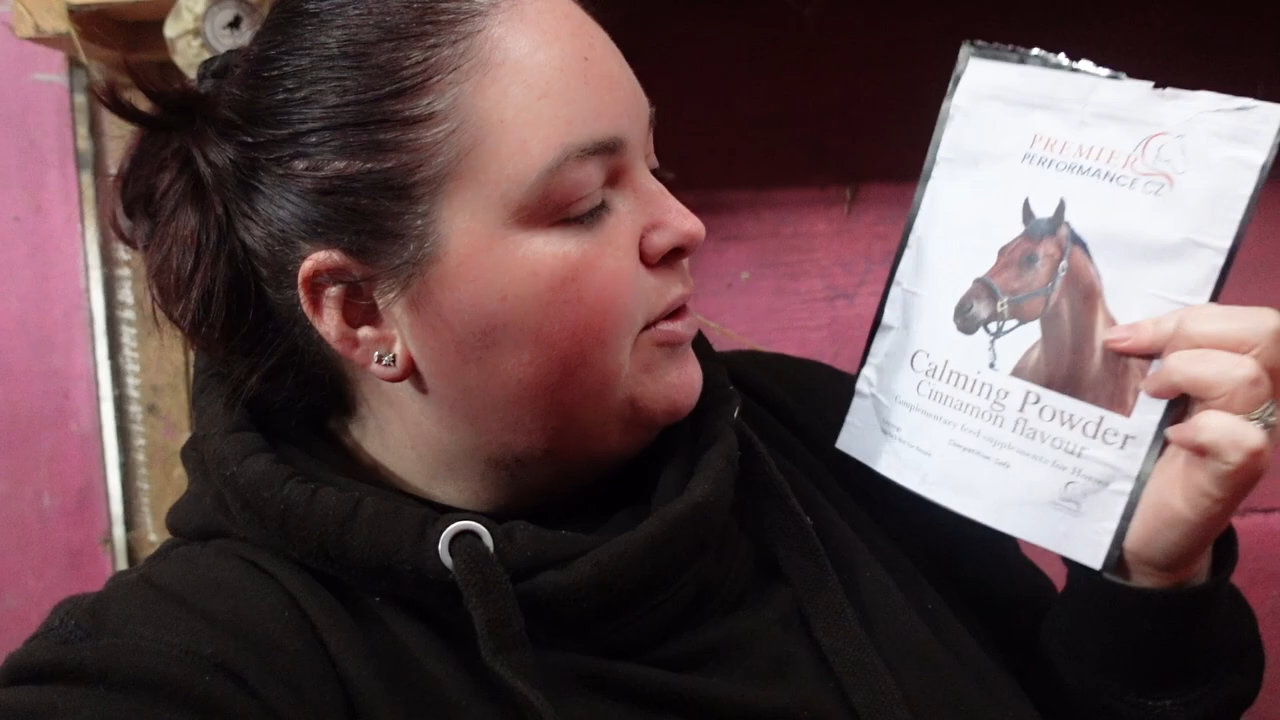 PREMIER
PERFORMANCE CZ
Calming Powder
Cinnamon flavour
Complementary feed supplements for Horses
Competition Safe